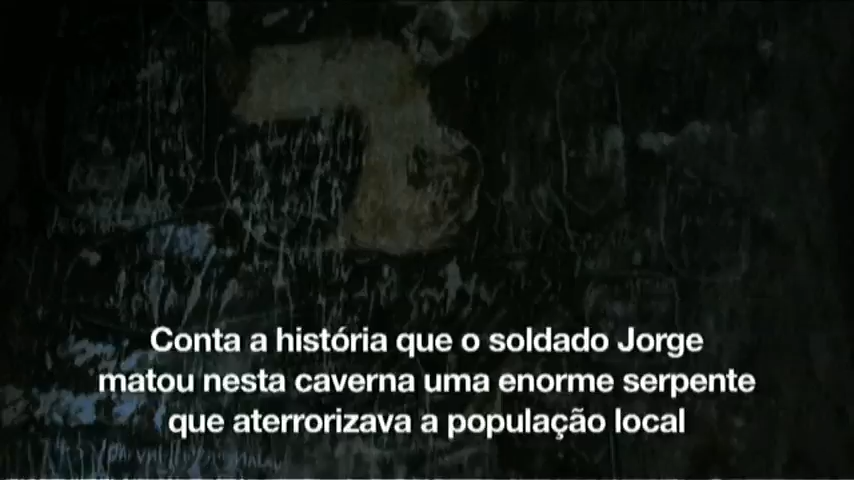 Conta a história que o soldado Jorge
matou nesta caverna uma enorme serpente
que aterrorizava a população local